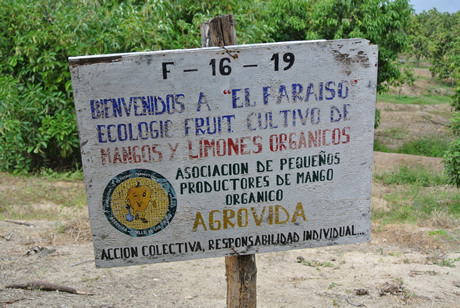 F - 16 - 19
BIENVENIDOS A "EL PARAISO"
ECOLOGIC FRUIT CULTIVO DE
MANGOS Y LIMONES ORGANICOS
ASOCIACION DE PEQUEÑOS
PRODUCTORES DE MANGO
ORGANICO
AGROVIDA
ACCION COLECTIVA, RESPONSABILIDAD INDIVIDUAL...